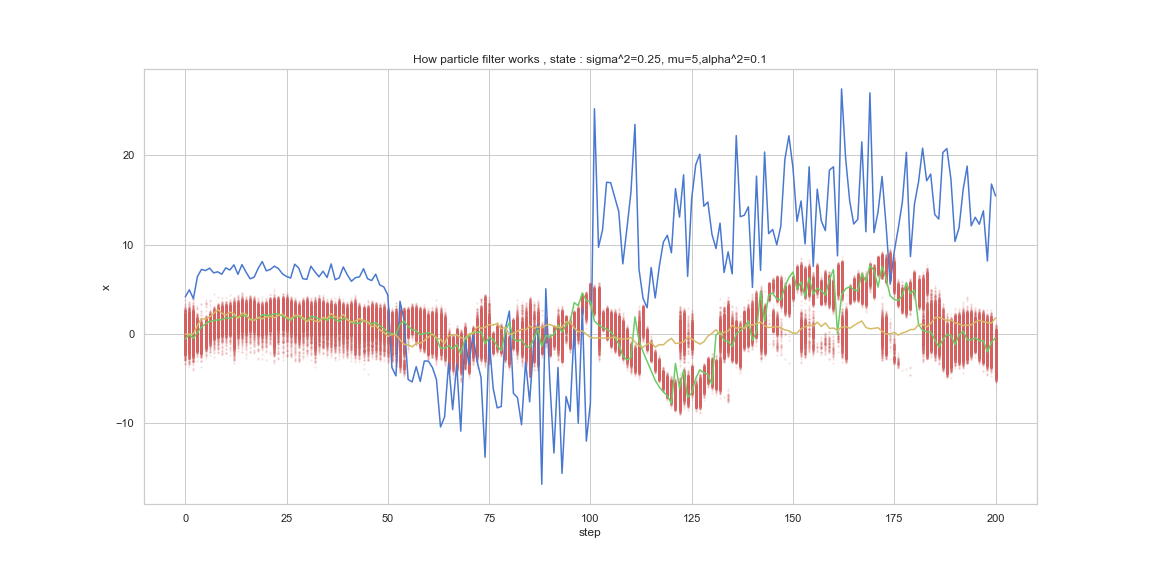 How particle filter works , state : sigma^2=0.25, mu=5,alpha^2=0.1
20
10
0
−10
x
0 25 50 75 100 125 150 175 200
step